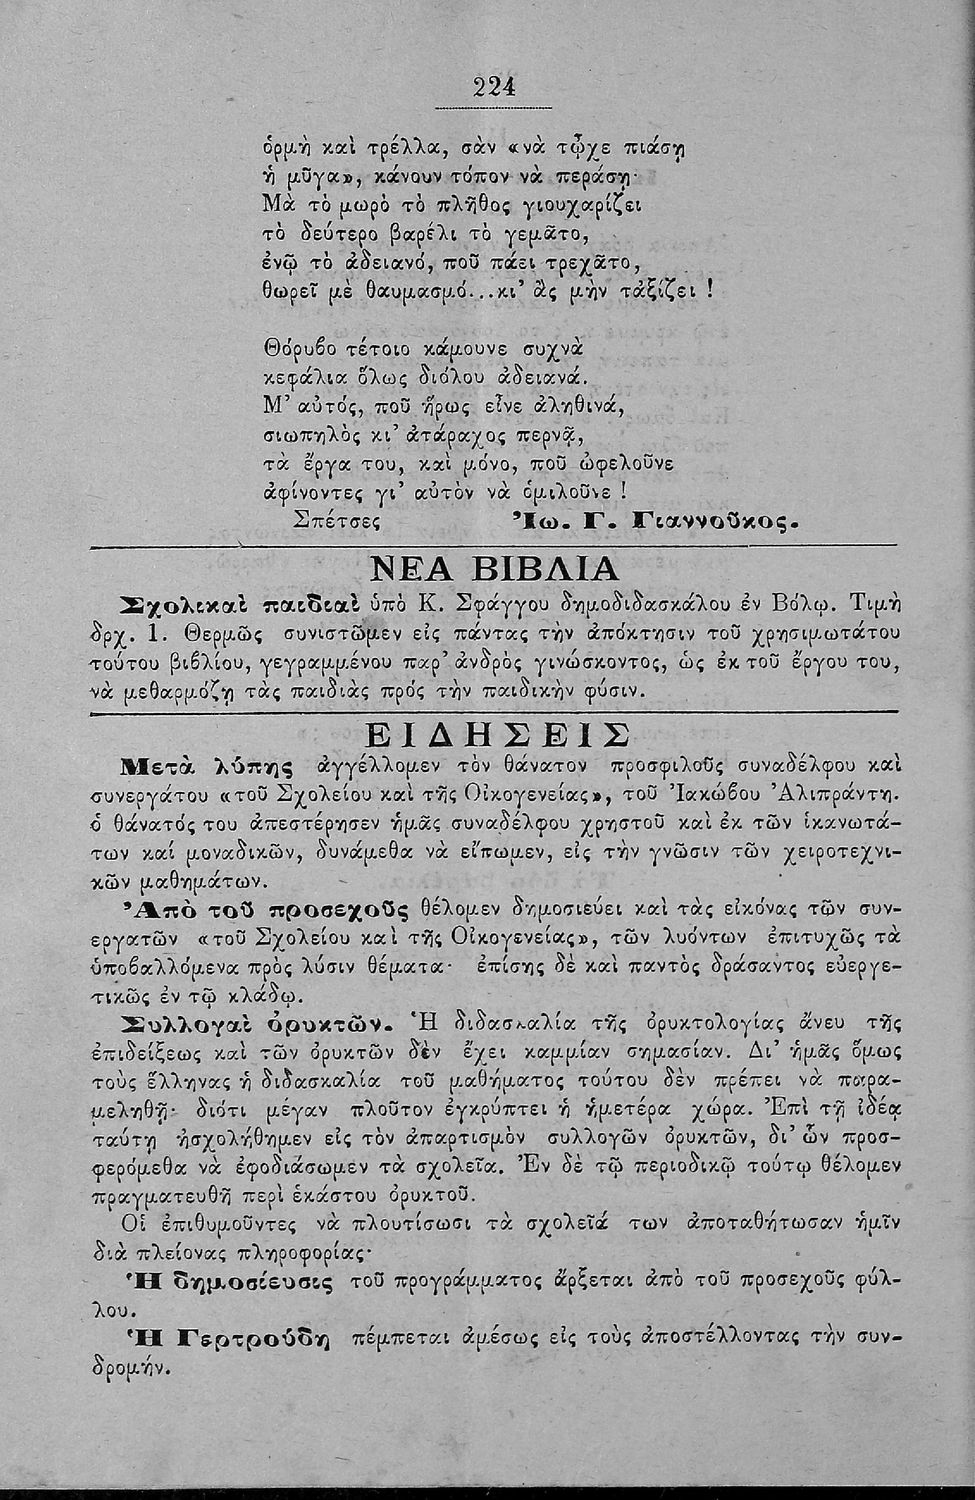 224
ὁρμὴ καὶ τρέλλα, σὰν «νὰ τᾦχε πιάσῃ
ἡ μῦγα», κάνουν τόπον νὰ περάσῃ·
Μὰ τὸ μωρὸ τὸ πλῆθος γιουχαρίζει
τὸ δεύτερο βαρέλι τὸ γεμᾶτο,
ἐνῷ τὸ ἀδειανό, ποῦ πάει τρεχᾶτο,
θωρεῖ μὲ θαυμασμό...κι’ ἂς μὴν τἀξίζει !
Θόρυβο τέτοιο κάμουνε συχνὰ
κεφάλια ὅλως διόλου ἀδειανά.
Μ’ αὐτός, ποῦ ἥρως εἶνε ἀληθινά,
σιωπηλὸς κι’ ἀτάραχος περνᾷ,
τὰ ἔργα του, καὶ μόνο, ποῦ ὠφελοῦνε
ἀφίνοντες γι’ αὐτὸν νὰ ὁμιλοῦνε !
Σπέτσες Ἰω. Γ. Γιαννοῦκος.
ΝΕΑ ΒΙΒΛΙΑ
Σχολικαὶ παιδιαὶ ὑπὸ Κ. Σφάγγου δημοδιδασκάλου ἐν Βόλῳ. Τιμὴ
δρχ. 1. Θερμῶς συνιστῶμεν εἰς πάντας τὴν ἀπόκτησιν τοῦ χρησιμωτάτου
τούτου βιβλίου, γεγραμμένου παρ’ ἀνδρὸς γινώσκοντος, ὡς ἐκ τοῦ ἔργου του,
νὰ μεθαρμόζῃ τὰς παιδιὰς πρός τὴν παιδικὴν φύσιν.
ΕΙΔΗΣΕΙΣ
Μετὰ λύπης ἀγγέλλομεν τὸν θάνατον προσφιλοῦς συναδέλφου καὶ
συνεργάτου «τοῦ Σχολείου καὶ τῆς Οἰκογενείας», τοῦ Ἰακώβου Ἀλιπράντη.
ὁ θάνατός του ἀπεστέρησεν ἡμᾶς συναδέλφου χρηστοῦ καὶ ἐκ τῶν ἱκανωτά-
των καί μοναδικῶν, δυνάμεθα νὰ εἴπωμεν, εἰς τὴν γνῶσιν τῶν χειροτεχνι-
κῶν μαθημάτων.
Ἀπὸ τοῦ προσεχοῦς θέλομεν δημοσιεύει καὶ τὰς εἰκόνας τῶν συν-
εργατῶν «τοῦ Σχολείου καὶ τῆς Οἰκογενείας», τῶν λυόντων ἐπιτυχῶς τὰ
ὑποβαλλόμενα πρὸς λύσιν θέματα· ἐπίσης δὲ καὶ παντὸς δράσαντος εὐεργε-
τικῶς ἐν τῷ κλάδῳ.
Συλλογαὶ ὀρυκτῶν. Ἡ διδασκαλία τῆς ὀρυκτολογίας ἄνευ τῆς
ἐπιδείξεως καὶ τῶν ὀρυκτῶν δὲν ἔχει καμμίαν σημασίαν. Δι’ ἡμᾶς ὅμως
τοὺς ἕλληνας ἡ διδασκαλία τοῦ μαθήματος τούτου δὲν πρέπει νὰ παρα-
μεληθῇ· διότι μέγαν πλοῦτον ἐγκρύπτει ἡ ἡμετέρα χώρα. Ἐπὶ τῇ ἰδέᾳ
ταύτῃ ἠσχολήθημεν εἰς τὸν ἀπαρτισμὸν συλλογῶν ὀρυκτῶν, δι’ ὧν προσ-
φερόμεθα νὰ ἐφοδιάσωμεν τὰ σχολεῖα. Ἐν δὲ τῷ περιοδικῷ τούτῳ θέλομεν
πραγματευθῆ περὶ ἑκάστου ὀρυκτοῦ.
Οἱ ἐπιθυμοῦντες νὰ πλουτίσωσι τὰ σχολεῖά των ἀποταθήτωσαν ἡμῖν
διὰ πλείονας πληροφορίας·
Ἡ δημοσίευσις τοῦ προγράμματος ἄρξεται ἀπὸ τοῦ προσεχοῦς φύλ-
λου.
Ἡ Γερτρούδη πέμπεται ἀμέσως εἰς τοὺς ἀποστέλλοντας τὴν συν-
δρομήν.